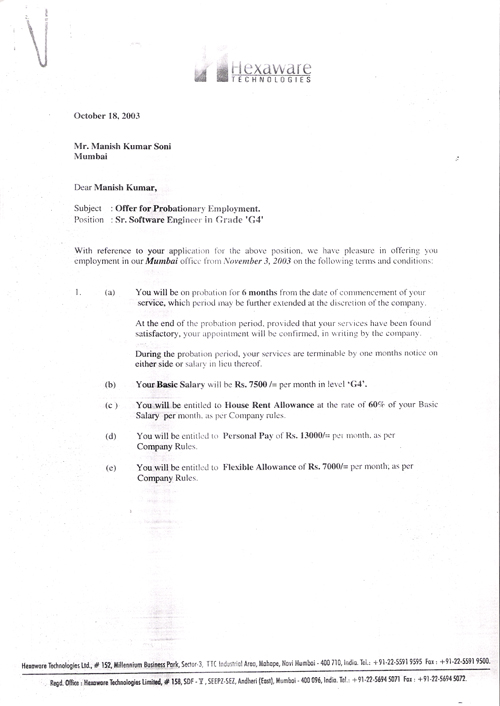 Hexaware
TECHNOLOGIES
October 18, 2003
Mr. Manish Kumar Soni
Mumbai
Dear Manish Kumar,
Subject : Offer for Probationary Employment.
Position : Sr. Software Engineer in Grade 'G4'
With reference to your application for the above position, we have pleasure in offering you
employment in our Mumbai office from November 3, 2003 on the following terms and conditions:
1. (a) You will be on probation for 6 months from the date of commencement of your
service, which period may be further extended at the discretion of the company.
At the end of the probation period, provided that your services have been found
satisfactory, your appointment will be confirmed, in writing by the company.
During the probation period, your services are terminable by one months notice on
either side or salary in lieu thereof.
(b) Your Basic Salary will be Rs. 7500 /= per month in level 'G4'.
(c ) You will be entitled to House Rent Allowance at the rate of 60% of your Basic
Salary per month, as per Company rules.
(d) You will be entitled to Personal Pay of Rs. 13000/= per month, as per
Company Rules.
(e) You will be entitled to Flexible Allowance of Rs. 7000/= per month, as per
Company Rules.
Hexaware Technologies Ltd., # 152, Millennium Business Park, Sector-3, TTC Industrial Area, Mahape, Navi Mumbai - 400 710, India. Tel.: +91-22-5591 9595 Fax : +91-22-5591 9500.
Regd. Office : Hexaware Technologies Limited, # 158, SDF - V, SEEPZ-SEZ, Andheri (East), Mumbai - 400 096, India. Tel.: +91-22-5694 5071 Fax : +91-22-5694 5072.